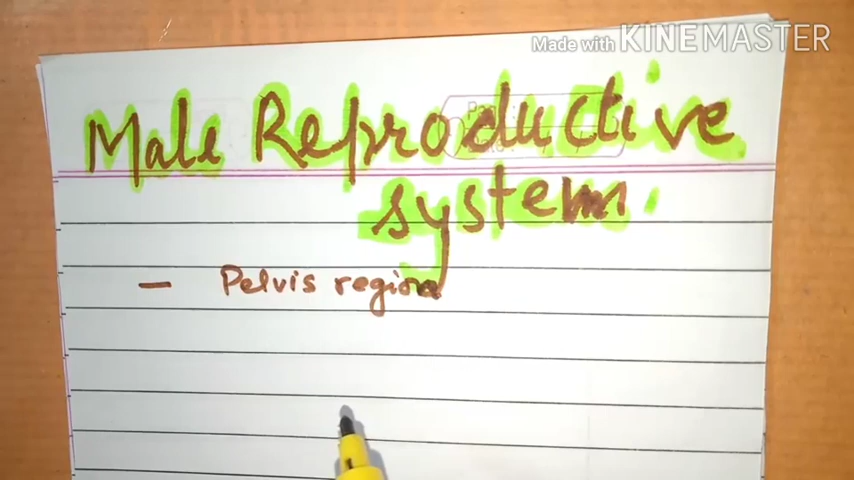 Made with KINEMASTER
Male Reproductive
system.
– Pelvis region